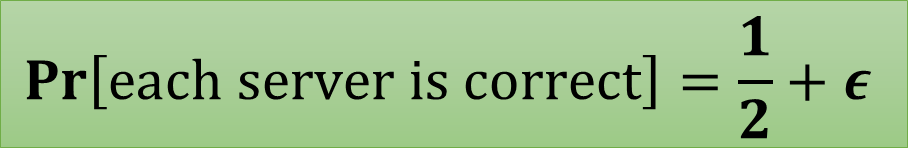 Pr[each server is correct] = 1/2 + ϵ